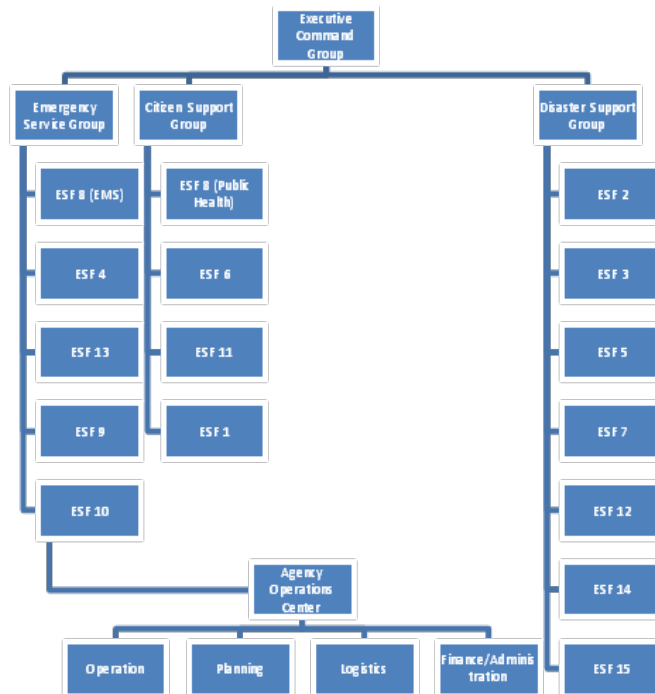 Executive
Command
Group
Emergency
Service Group
Citizen Support
Group
Disaster Support
Group
ESF 8 (EMS)
ESF 8 (Public
Health)
ESF 2
ESF 4
ESF 6
ESF 3
ESF 13
ESF 11
ESF 5
ESF 9
ESF 1
ESF 7
ESF 10
ESF 12
Agency
Operations
Center
ESF 14
Operation
Planning
Logistics
Finance/Adminis
tration
ESF 15